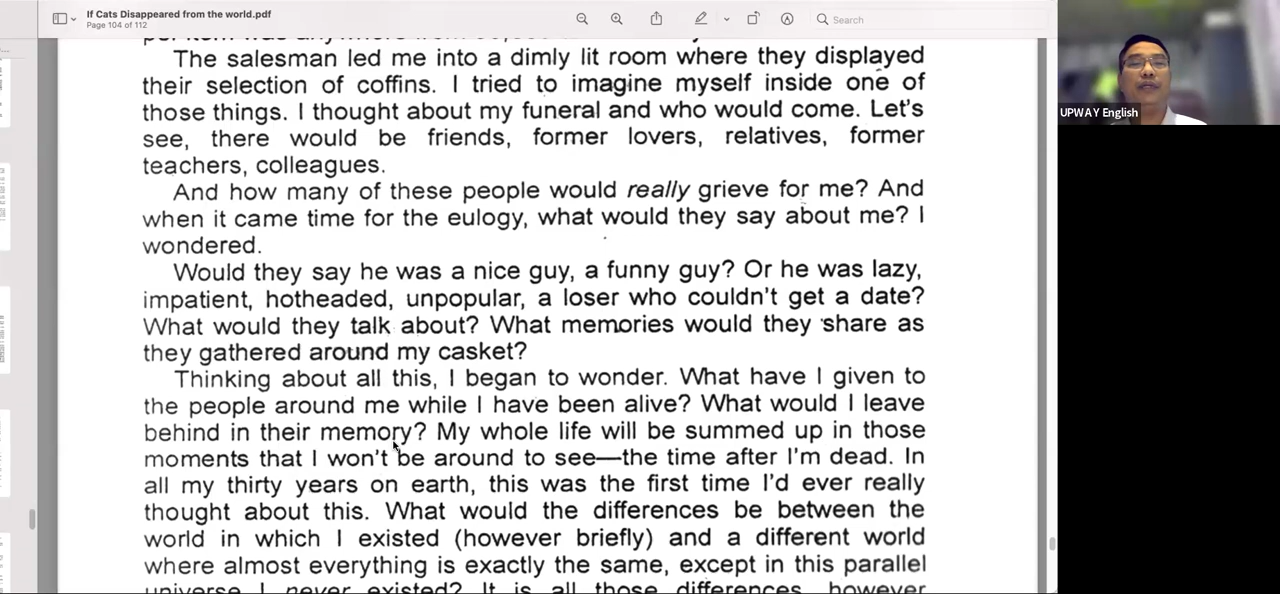 If Cats Disappeared from the world.pdf
Page 104 of 112
Search
The salesman led me into a dimly lit room where they displayed
their selection of coffins. I tried to imagine myself inside one of
those things. I thought about my funeral and who would come. Let's
see, there would be friends, former lovers, relatives, former
teachers, colleagues.
And how many of these people would really grieve for me? And
when it came time for the eulogy, what would they say about me? I
wondered.
Would they say he was a nice guy, a funny guy? Or he was lazy,
impatient, hotheaded, unpopular, a loser who couldn't get a date?
What would they talk about? What memories would they share as
they gathered around my casket?
Thinking about all this, I began to wonder. What have I given to
the people around me while I have been alive? What would I leave
behind in their memory? My whole life will be summed up in those
moments that I won't be around to see—the time after I'm dead. In
all my thirty years on earth, this was the first time I'd ever really
thought about this. What would the differences be between the
world in which I existed (however briefly) and a different world
where almost everything is exactly the same, except in this parallel
universe I never existed? It is all those differences, however
UPWAY English